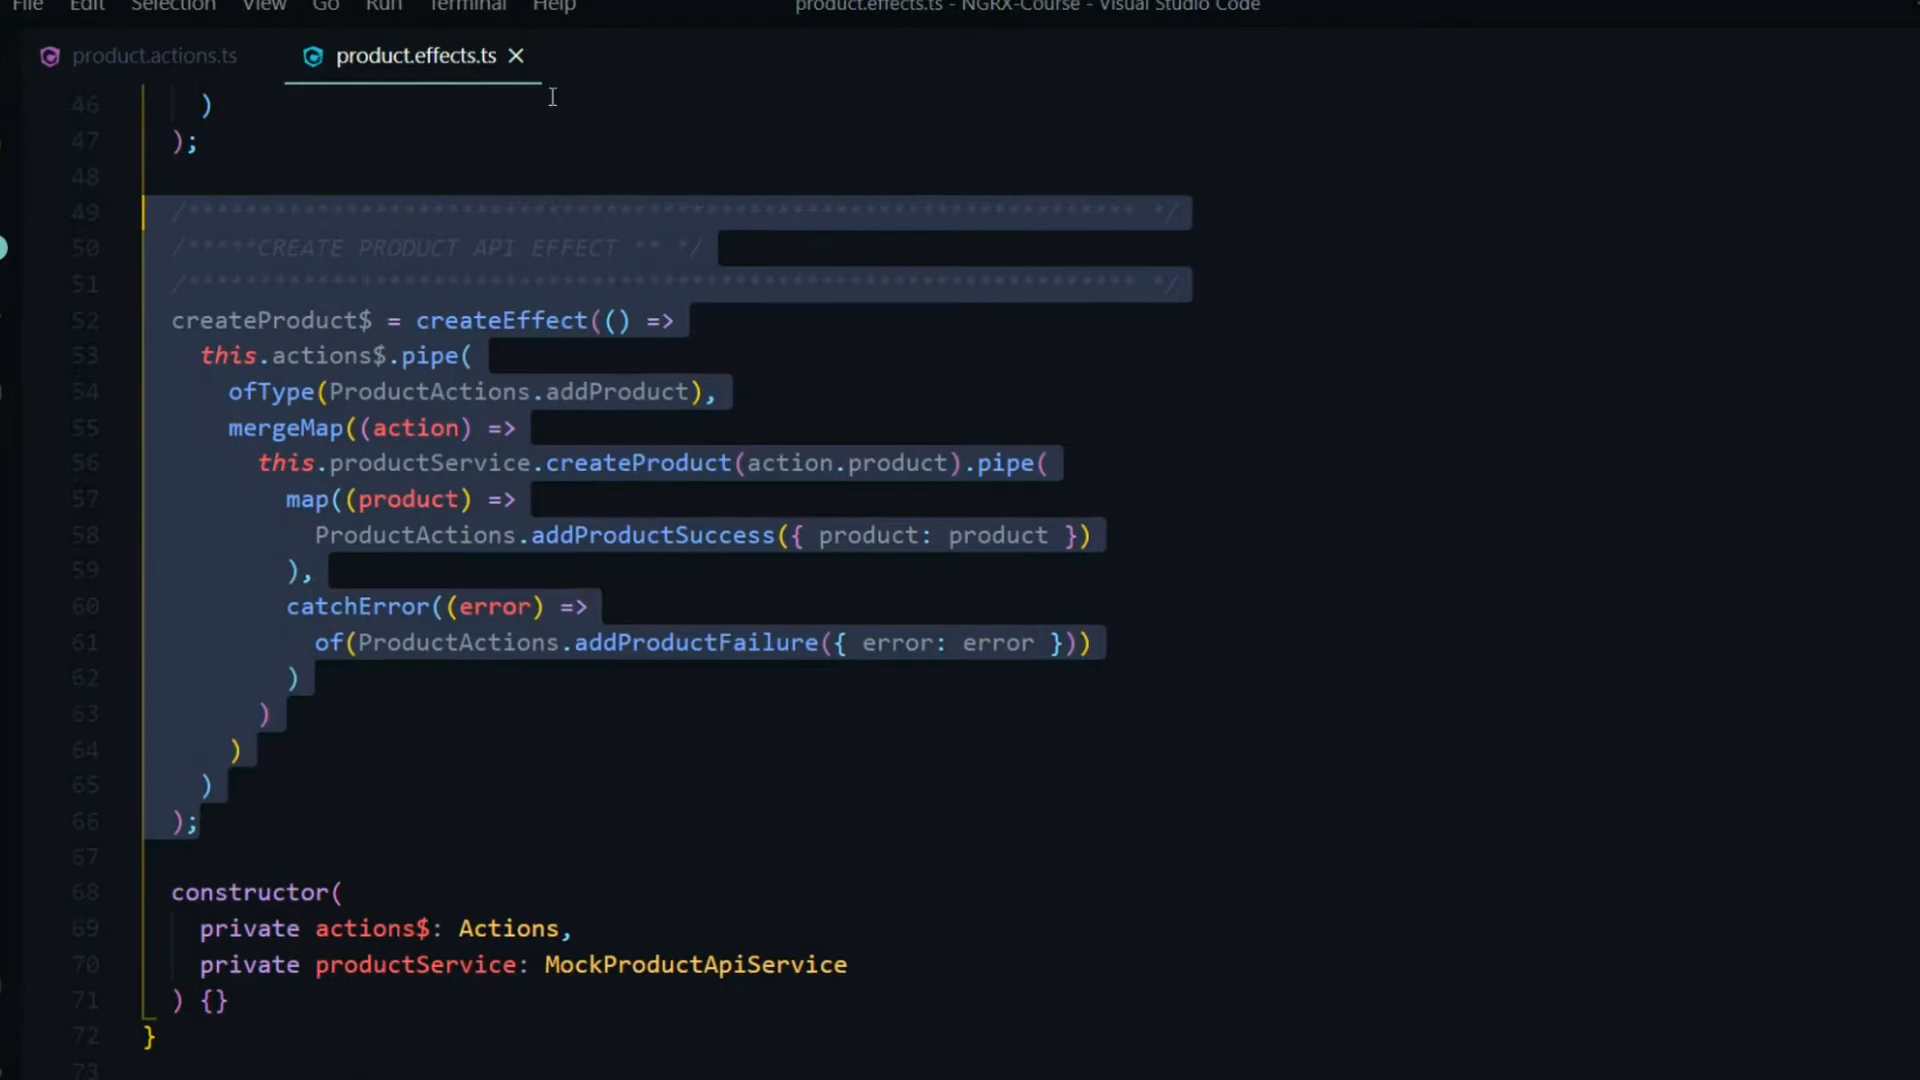 File Edit Selection View Go Run Terminal Help product.effects.ts - NGRX-Course - Visual Studio Code
product.actions.ts product.effects.ts
46 )
47 );
48
49 /****************************************************************** */
50 /*****CREATE PRODUCT API EFFECT ** */
51 /****************************************************************** */
52 createProduct$ = createEffect(() =>
53 this.actions$.pipe(
54 ofType(ProductActions.addProduct),
55 mergeMap((action) =>
56 this.productService.createProduct(action.product).pipe(
57 map((product) =>
58 ProductActions.addProductSuccess({ product: product })
59 ),
60 catchError((error) =>
61 of(ProductActions.addProductFailure({ error: error }))
62 )
63 )
64 )
65 )
66 );
67
68 constructor(
69 private actions$: Actions,
70 private productService: MockProductApiService
71 ) {}
72 }
73